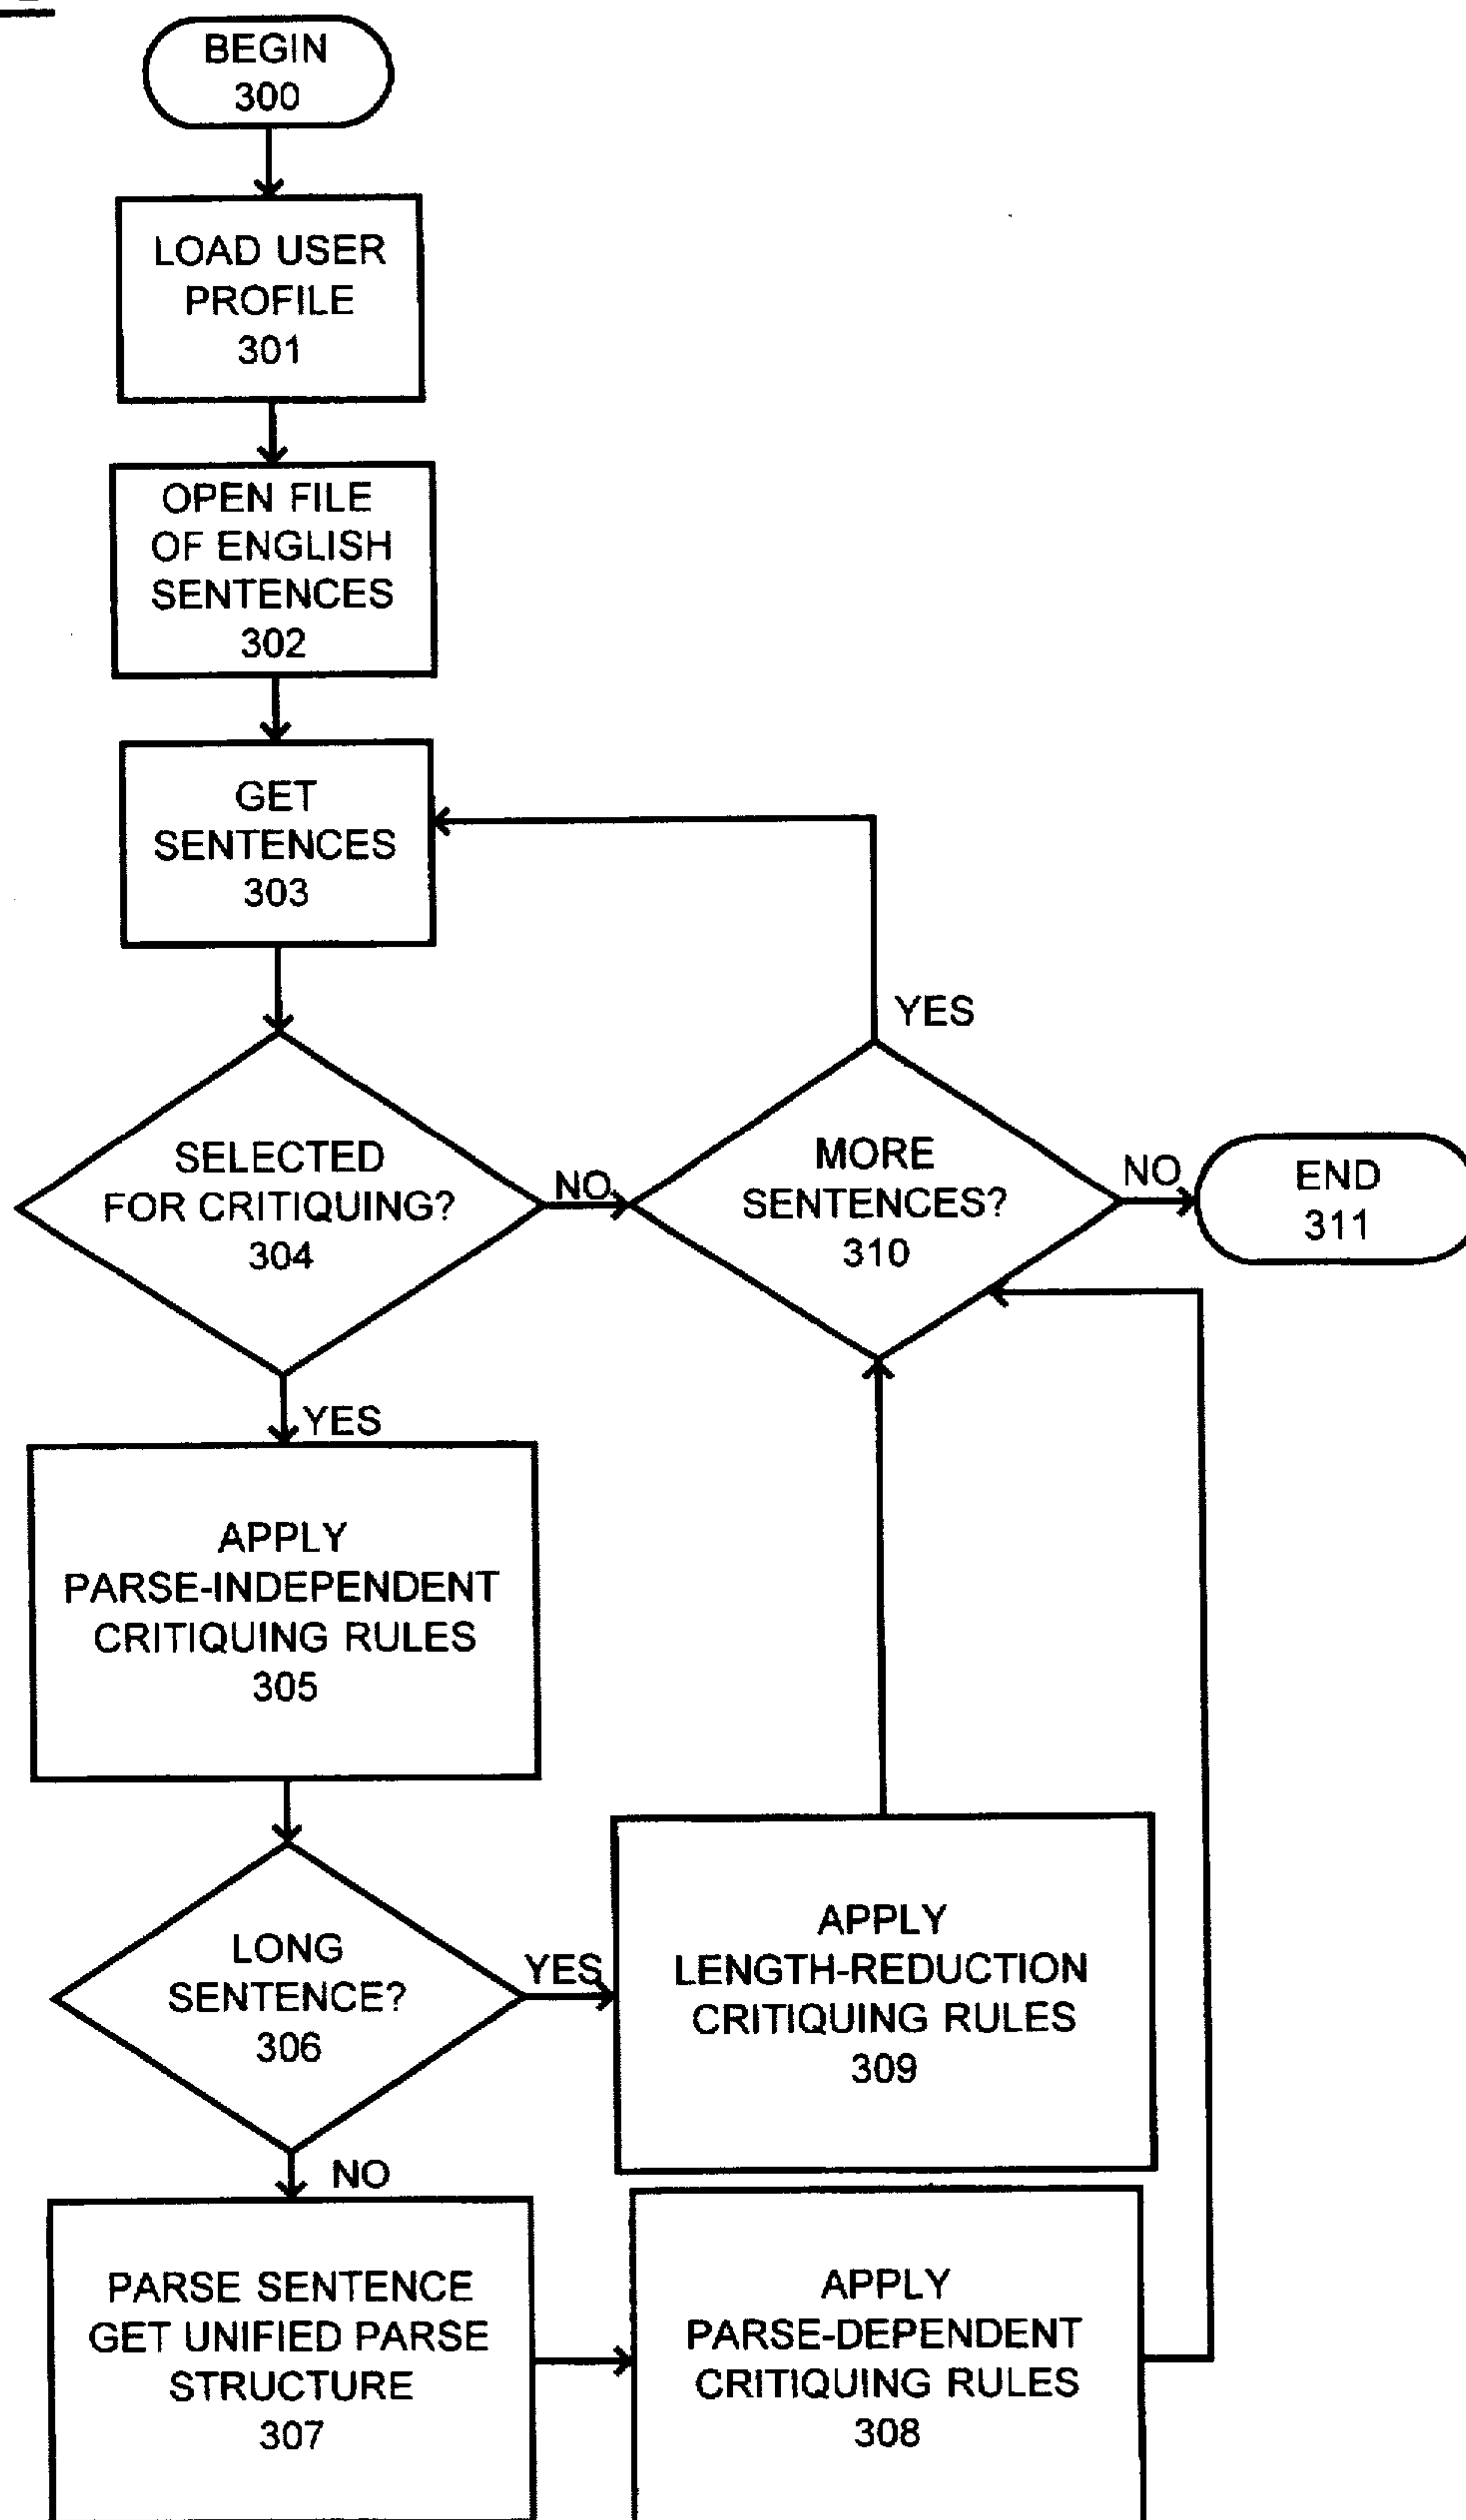 BEGIN
300
LOAD USER
PROFILE
301
OPEN FILE
OF ENGLISH
SENTENCES
302
GET
SENTENCES
303
YES
SELECTED
FOR CRITIQUING?
304
NO
MORE
SENTENCES?
310
NO
END
311
YES
APPLY
PARSE-INDEPENDENT
CRITIQUING RULES
305
LONG
SENTENCE?
306
YES
APPLY
LENGTH-REDUCTION
CRITIQUING RULES
309
NO
PARSE SENTENCE
GET UNIFIED PARSE
STRUCTURE
307
APPLY
PARSE-DEPENDENT
CRITIQUING RULES
308